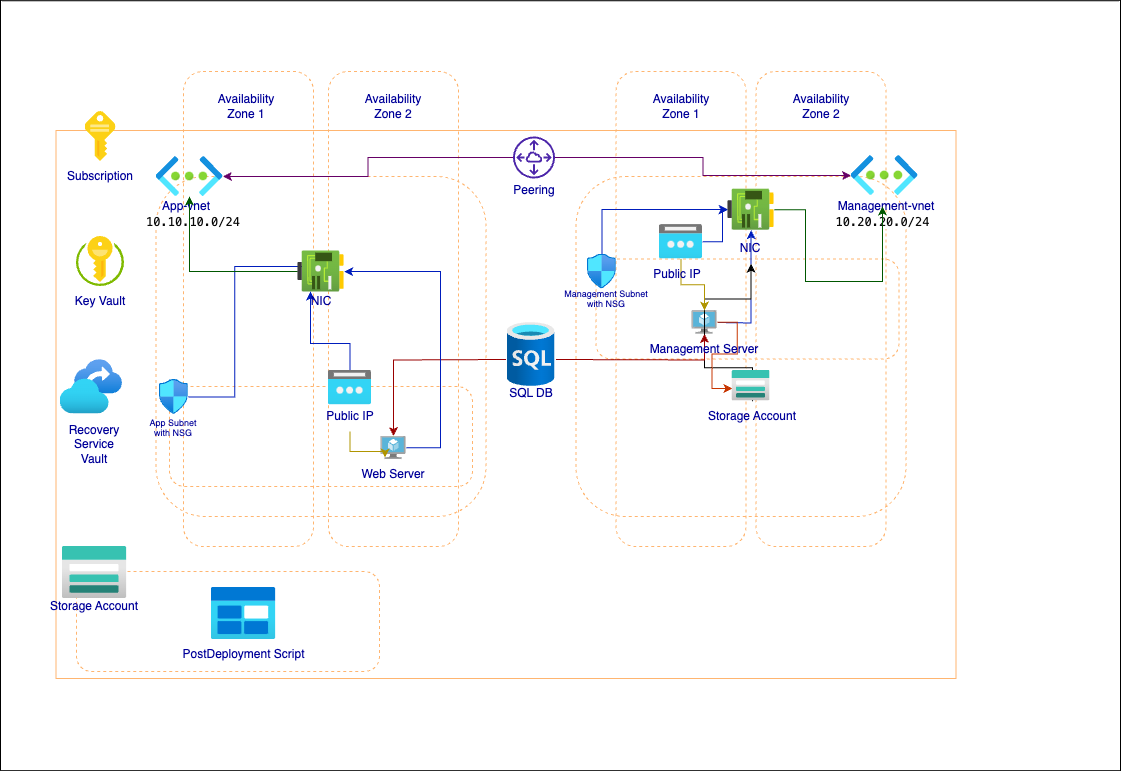 Availability
Zone 1
Availability
Zone 2
Availability
Zone 1
Availability
Zone 2
Subscription
App-vnet
10.10.10.0/24
Peering
Management-vnet
10.20.20.0/24
NIC
Public IP
Management Subnet
with NSG
Key Vault
NIC
Management Server
SQL
SQL DB
Storage Account
Public IP
App Subnet
with NSG
Recovery
Service
Vault
Web Server
Storage Account
PostDeployment Script